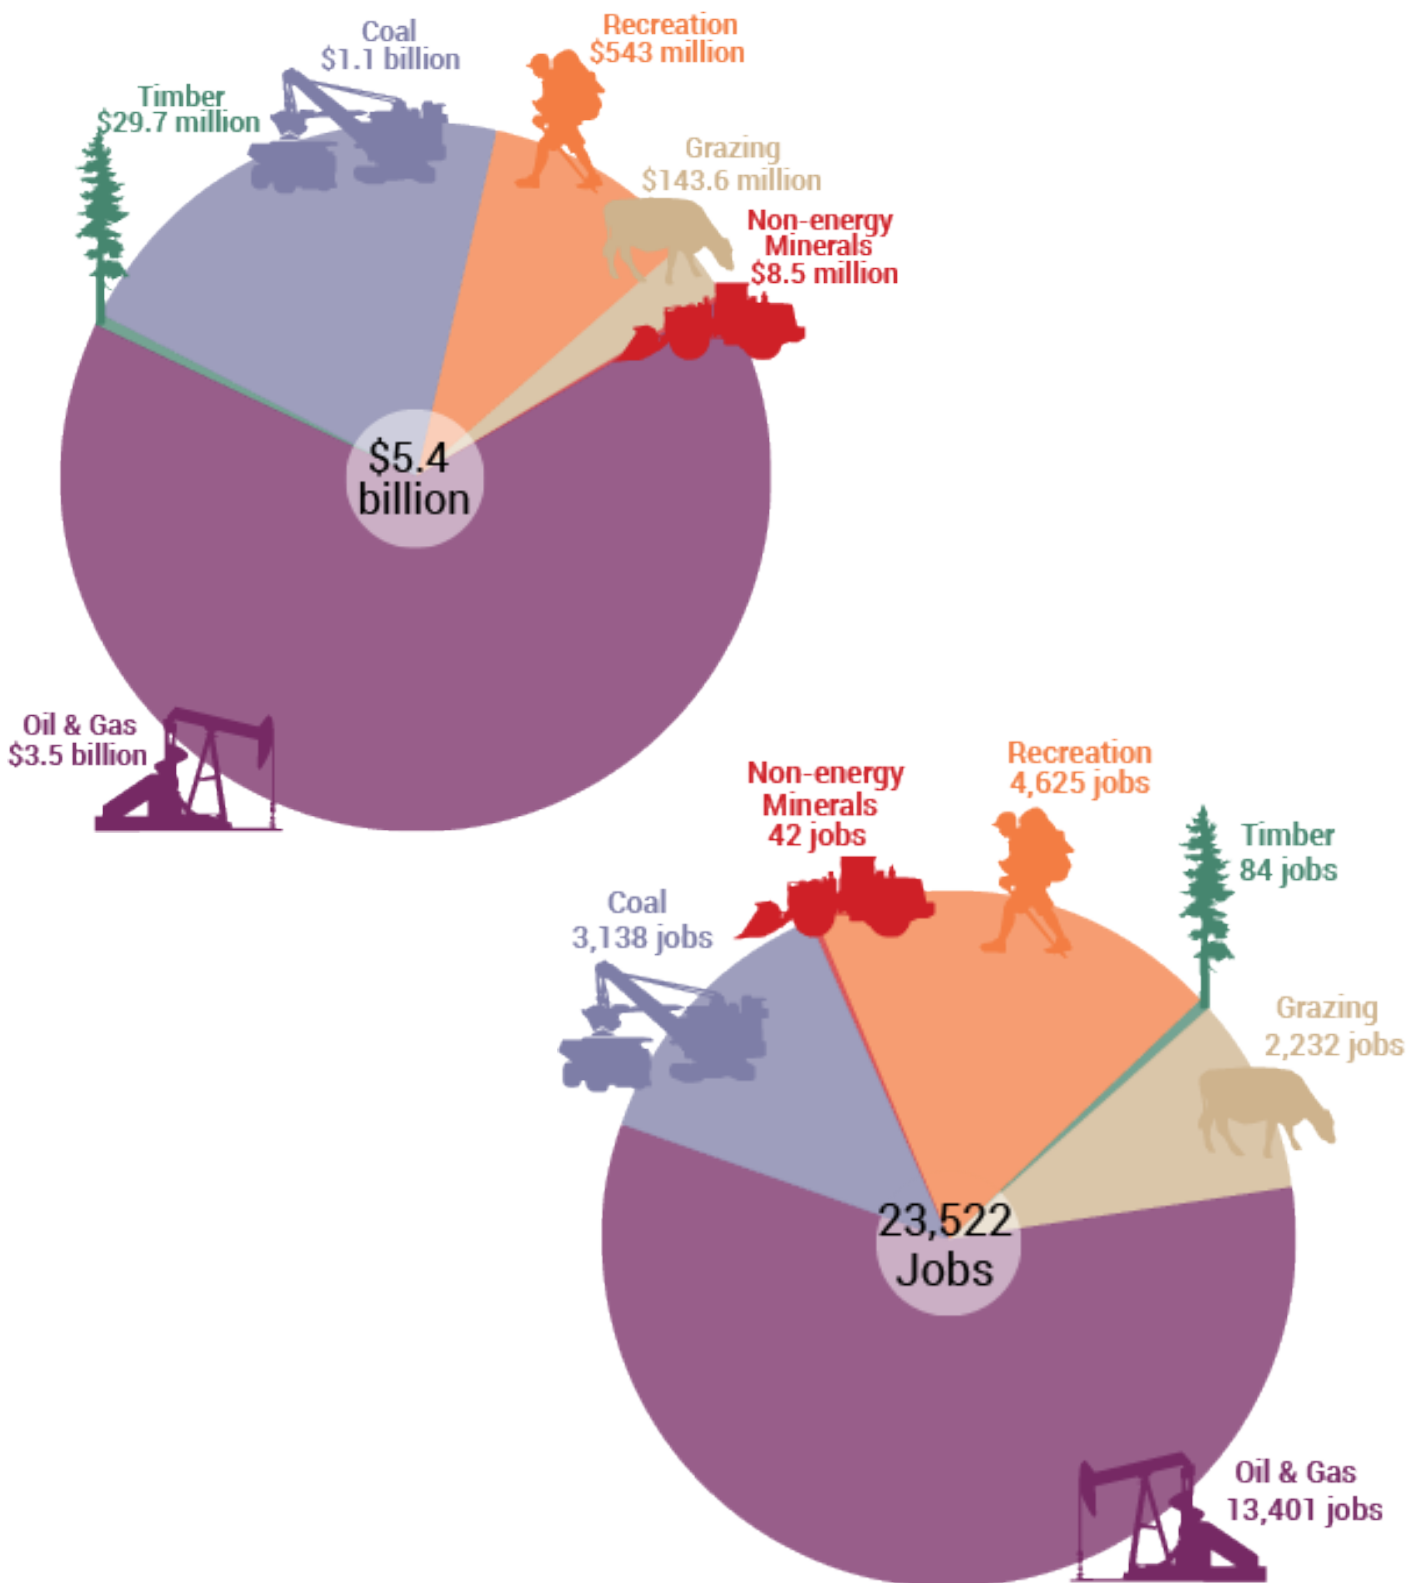 Coal
$1.1 billion
Recreation
$543 million
Timber
$29.7 million
Grazing
$143.6 million
Non-energy
Minerals
$8.5 million
$5.4
billion
Oil & Gas
$3.5 billion
Non-energy
Minerals
42 jobs
Recreation
4,625 jobs
Timber
84 jobs
Coal
3,138 jobs
Grazing
2,232 jobs
23,522
Jobs
Oil & Gas
13,401 jobs